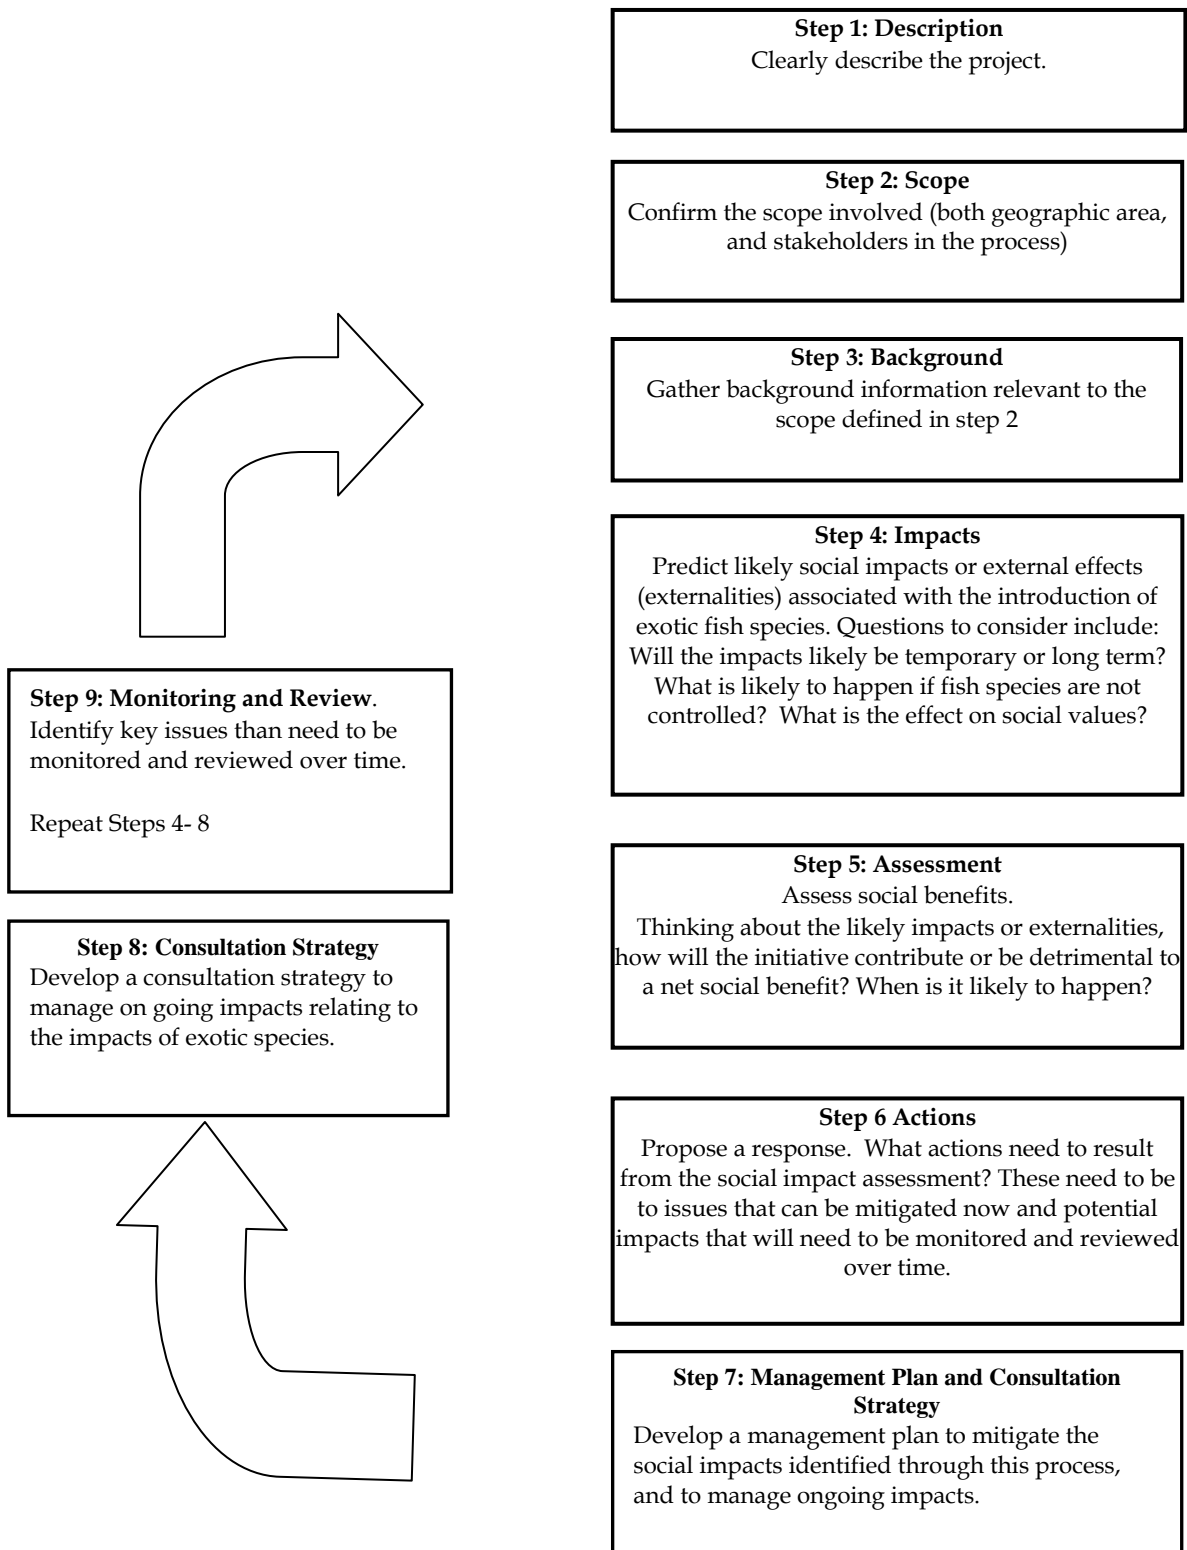 Step 1: Description
Clearly describe the project.
Step 2: Scope
Confirm the scope involved (both geographic area,
and stakeholders in the process)
Step 3: Background
Gather background information relevant to the
scope defined in step 2
Step 4: Impacts
Predict likely social impacts or external effects
(externalities) associated with the introduction of
exotic fish species. Questions to consider include:
Will the impacts likely be temporary or long term?
What is likely to happen if fish species are not
controlled?  What is the effect on social values?
Step 5: Assessment
Assess social benefits.
Thinking about the likely impacts or externalities,
how will the initiative contribute or be detrimental to
a net social benefit? When is it likely to happen?
Step 6 Actions
Propose a response.  What actions need to result
from the social impact assessment? These need to be
to issues that can be mitigated now and potential
impacts that will need to be monitored and reviewed
over time.
Step 7: Management Plan and Consultation
Strategy
Develop a management plan to mitigate the
social impacts identified through this process,
and to manage ongoing impacts.
Step 8: Consultation Strategy
Develop a consultation strategy to
manage on going impacts relating to
the impacts of exotic species.
Step 9: Monitoring and Review.
Identify key issues than need to be
monitored and reviewed over time.
Repeat Steps 4- 8